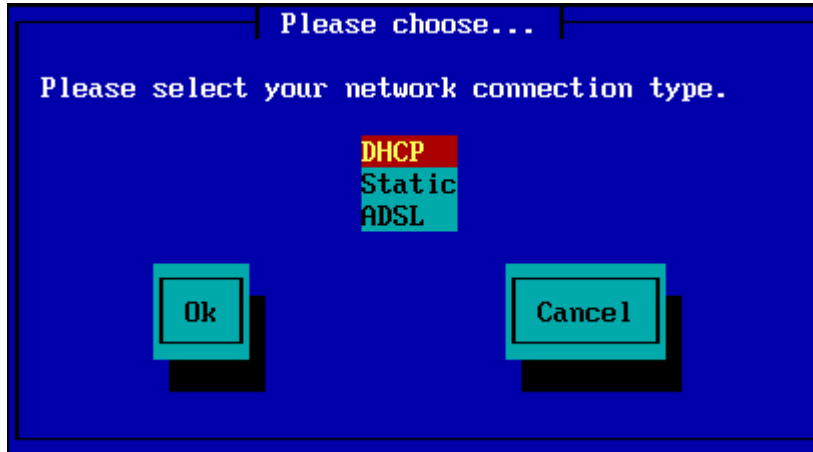 Please choose...
Please select your network connection type.
DHCP
Static
ADSL
Ok
Cancel